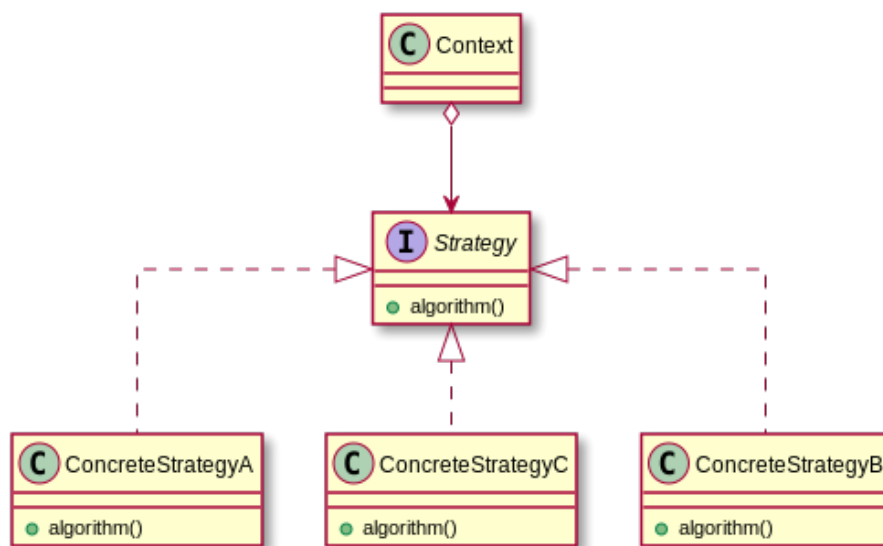 C Context
I Strategy
algorithm()
C ConcreteStrategyA
algorithm()
C ConcreteStrategyC
algorithm()
C ConcreteStrategyB
algorithm()